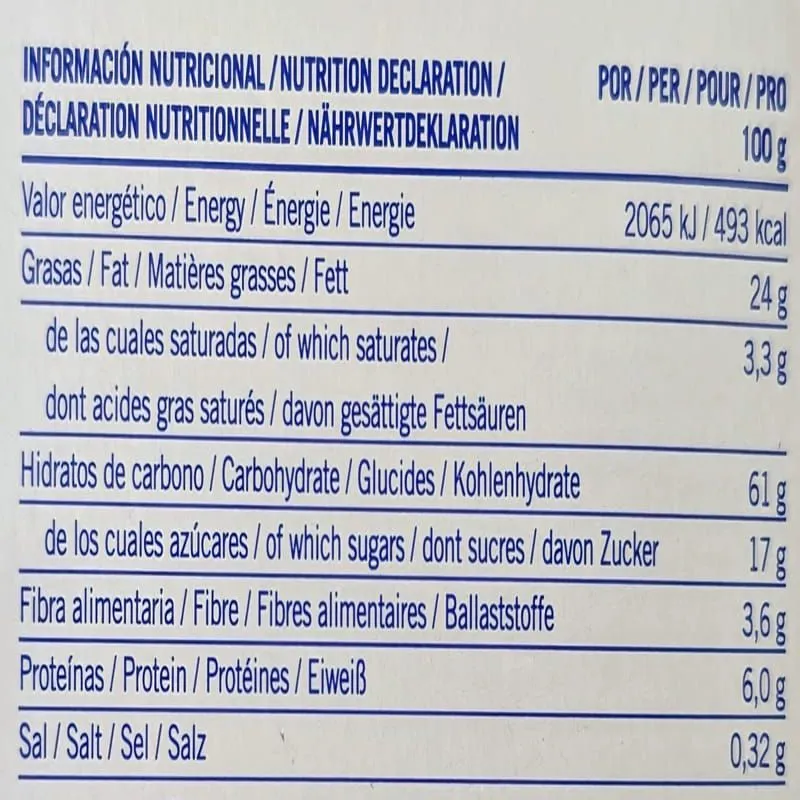 INFORMACIÓN NUTRICIONAL / NUTRITION DECLARATION / POR / PER / POUR / PRO
DÉCLARATION NUTRITIONNELLE / NÄHRWERTDEKLARATION 100 g
Valor energético / Energy / Énergie / Energie 2065 kJ / 493 kcal
Grasas / Fat / Matières grasses / Fett 24 g
de las cuales saturadas / of which saturates / 3,3 g
dont acides gras saturés / davon gesättigte Fettsäuren
Hidratos de carbono / Carbohydrate / Glucides / Kohlenhydrate 61 g
de los cuales azúcares / of which sugars / dont sucres / davon Zucker 17 g
Fibra alimentaria / Fibre / Fibres alimentaires / Ballaststoffe 3,6 g
Proteínas / Protein / Protéines / Eiweiß 6,0 g
Sal / Salt / Sel / Salz 0,32 g